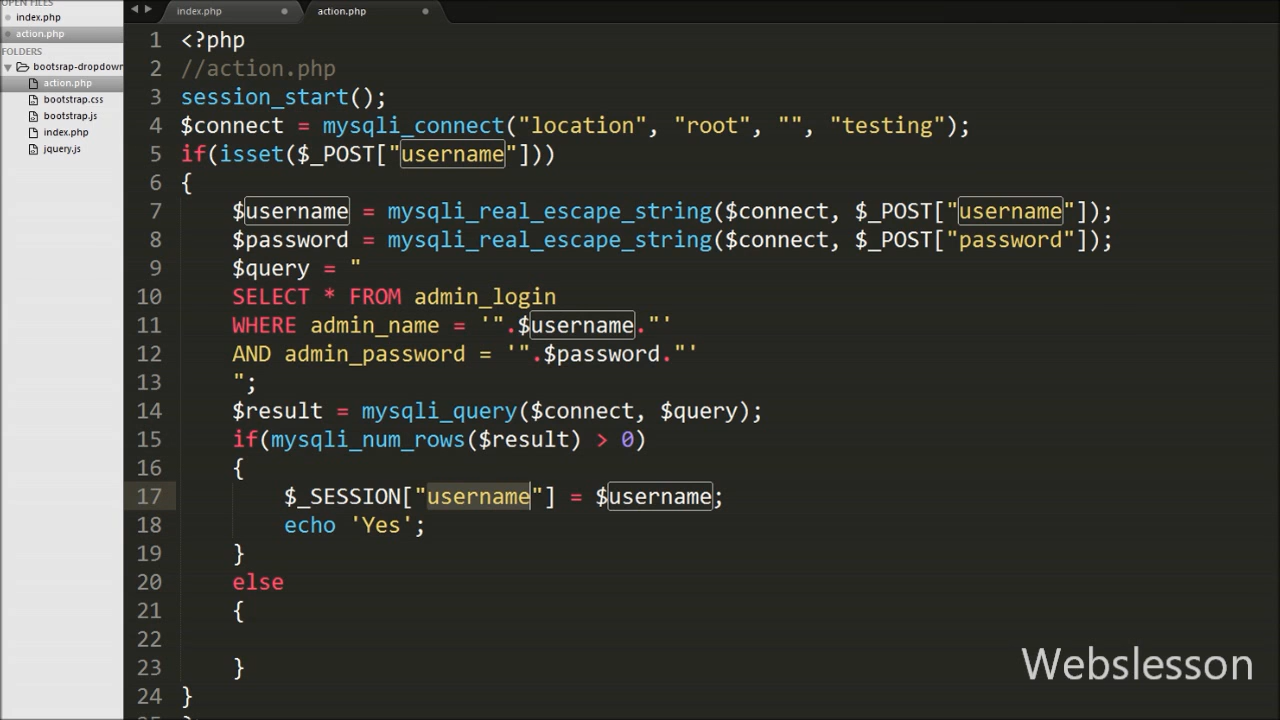 OPEN FILES
index.php
action.php
FOLDERS
bootsrap-dropdown
action.php
bootstrap.css
bootstrap.js
index.php
jquery.js
index.php
action.php
1 <?php
2 //action.php
3 session_start();
4 $connect = mysqli_connect("location", "root", "", "testing");
5 if(isset($_POST["username"]))
6 {
7 $username = mysqli_real_escape_string($connect, $_POST["username"]);
8 $password = mysqli_real_escape_string($connect, $_POST["password"]);
9 $query = "
10 SELECT * FROM admin_login
11 WHERE admin_name = '".$username."'
12 AND admin_password = '".$password."'
13 ";
14 $result = mysqli_query($connect, $query);
15 if(mysqli_num_rows($result) > 0)
16 {
17 $_SESSION["username"] = $username;
18 echo 'Yes';
19 }
20 else
21 {
22
23 }
24 }
Webslesson